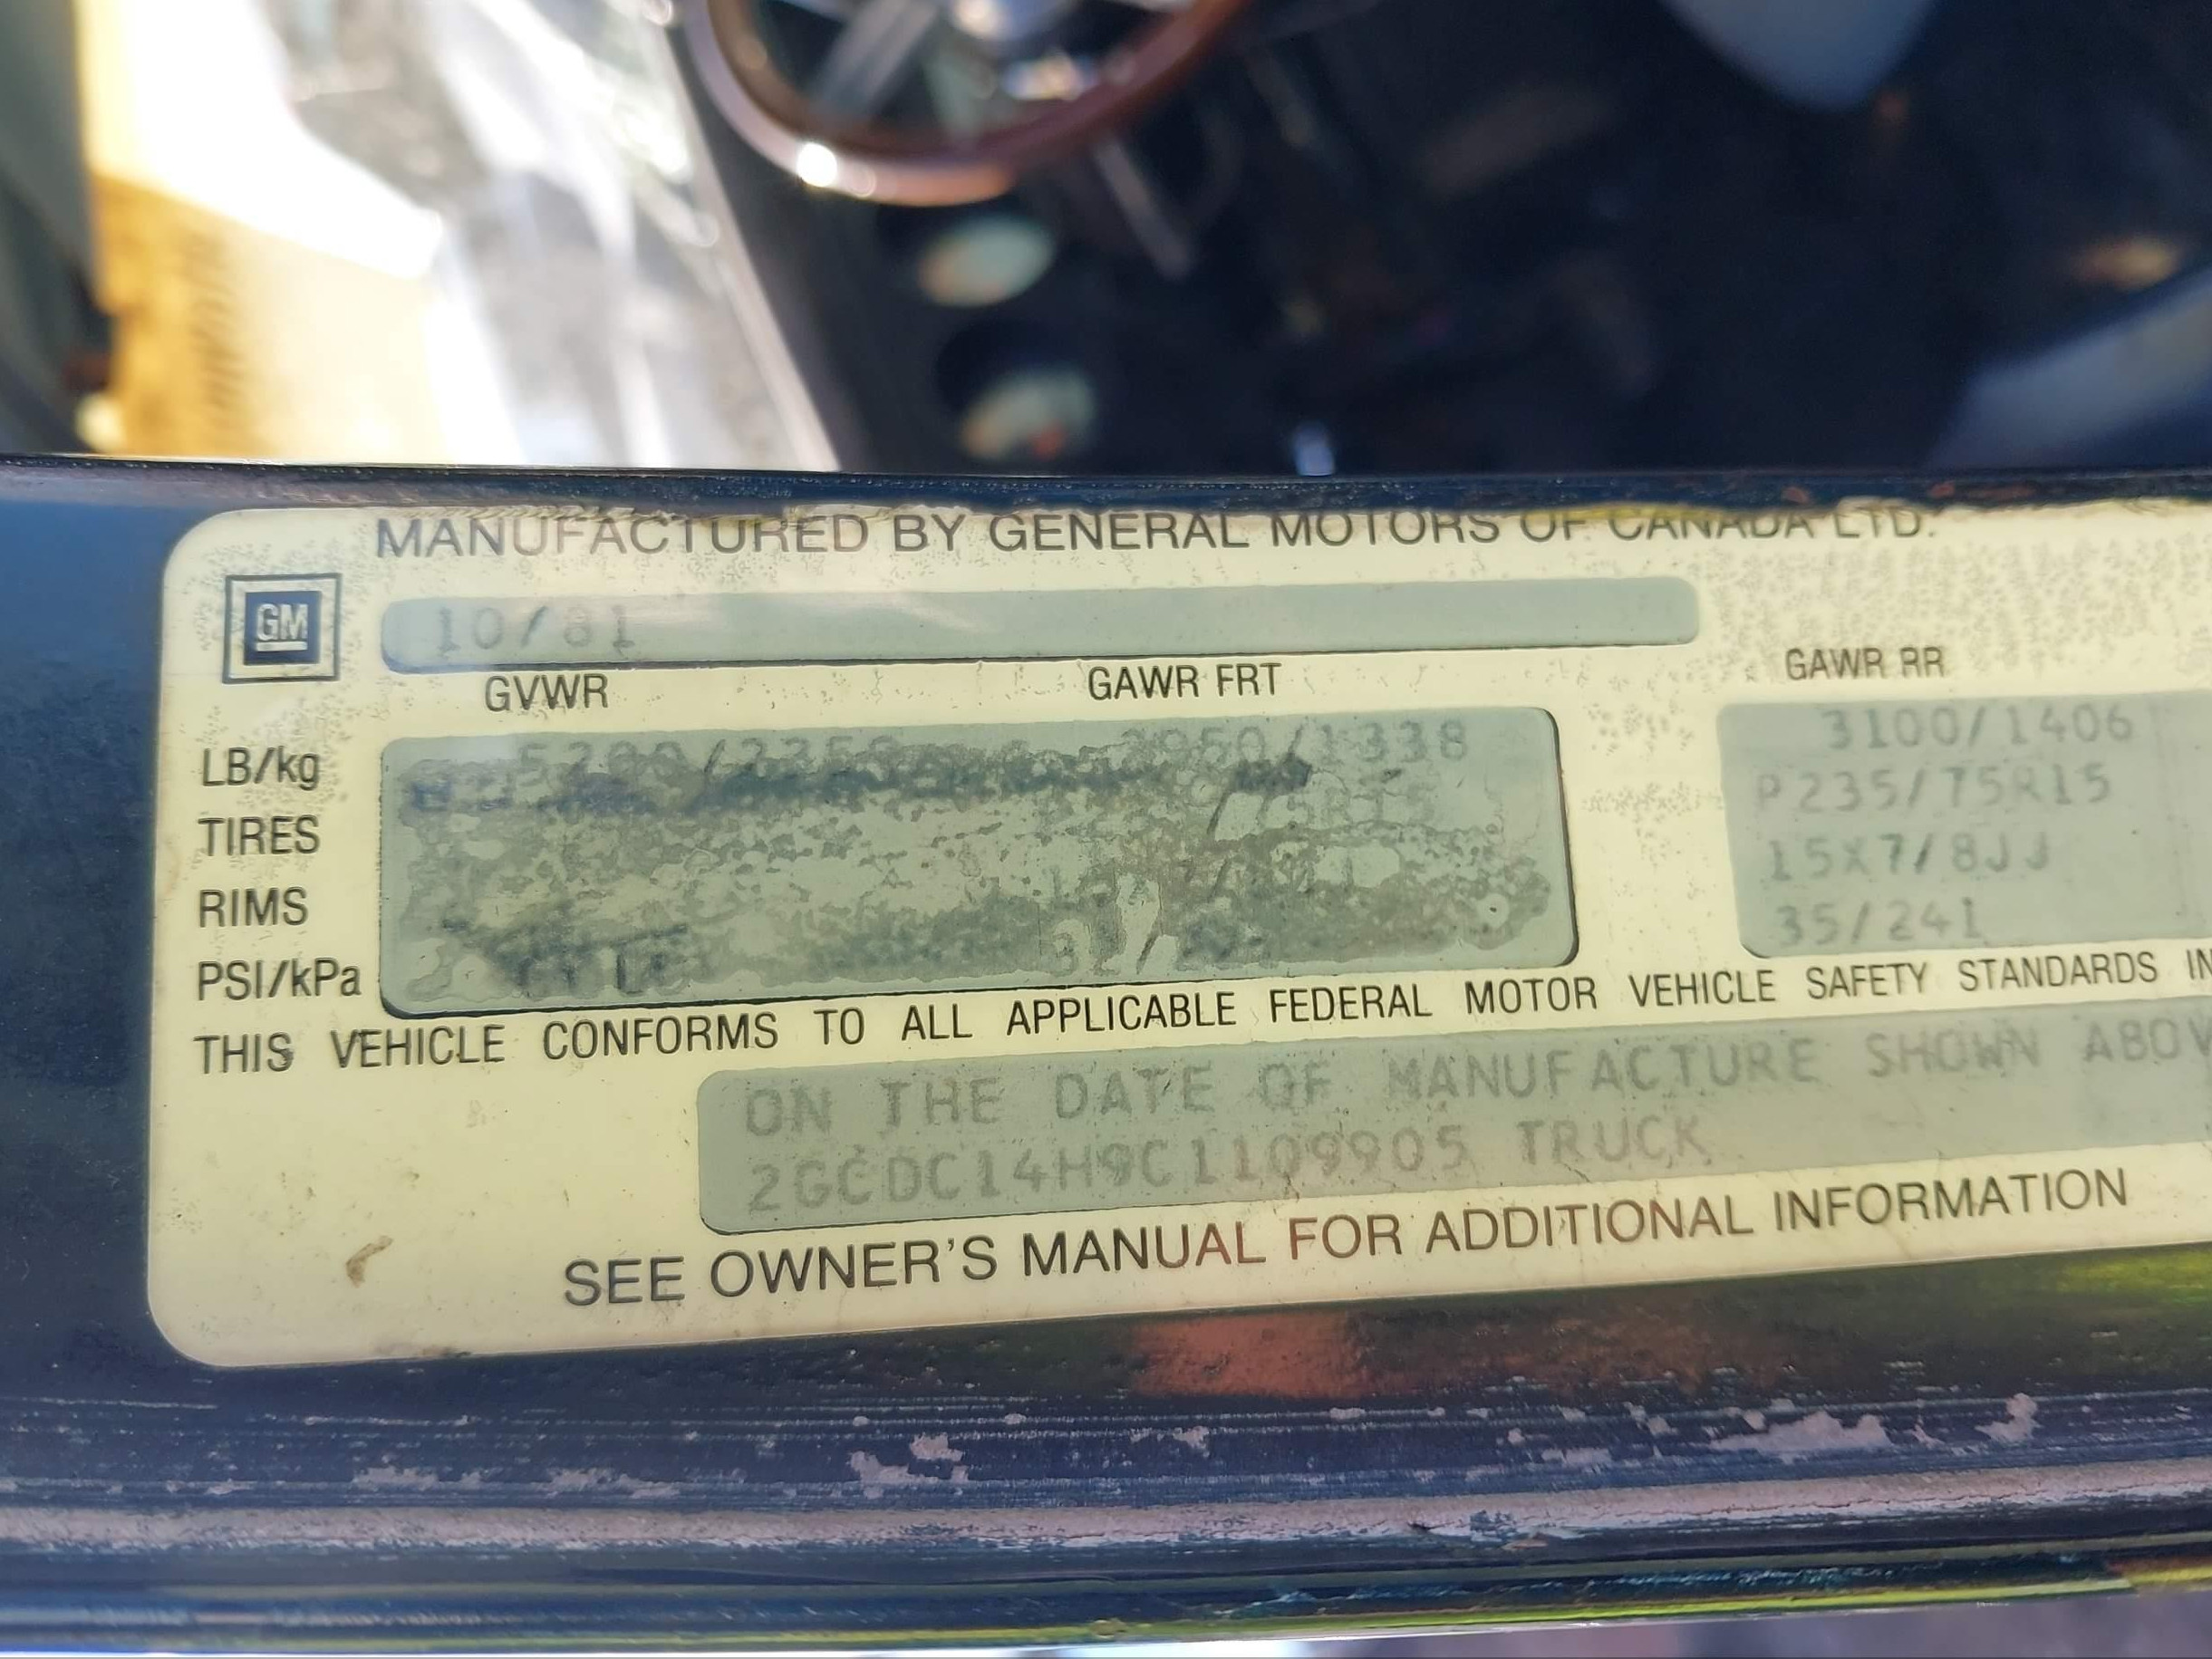 MANUFACTURED BY GENERAL MOTORS OF CANADA LTD.
GM
10/81
GVWR GAWR FRT GAWR RR
LB/kg 3100/1406
TIRES P235/75R15
RIMS 15X7/8JJ
PSI/kPa 35/241
THIS VEHICLE CONFORMS TO ALL APPLICABLE FEDERAL MOTOR VEHICLE SAFETY STANDARDS IN
ON THE DATE OF MANUFACTURE SHOWN ABOV
2GCDC14H9C1109905 TRUCK
SEE OWNER'S MANUAL FOR ADDITIONAL INFORMATION